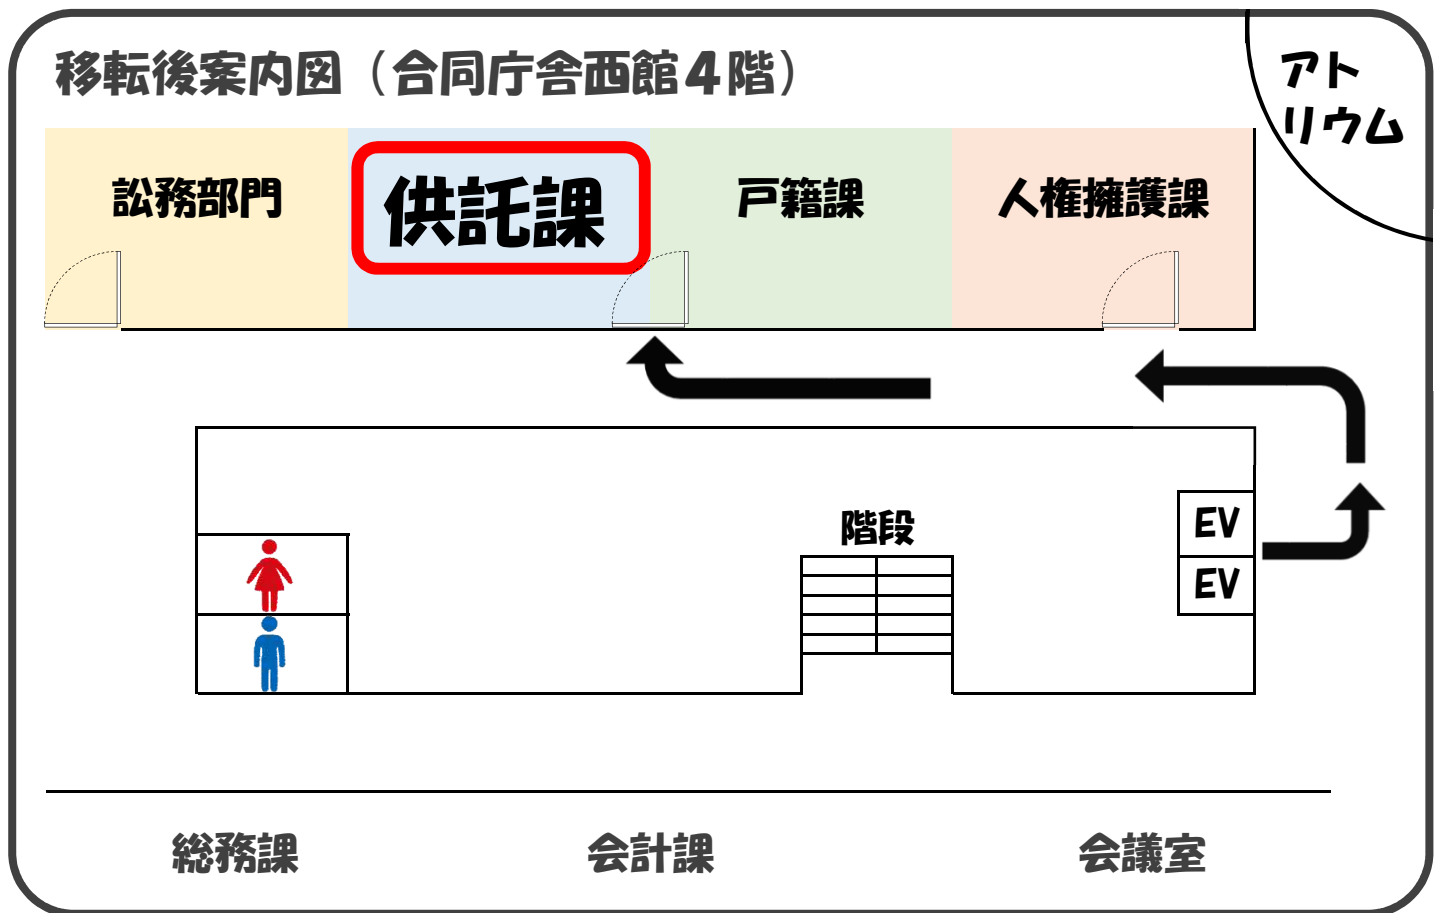 移転後案内図（合同庁舎西館４階）
アト
リウム
訟務部門
供託課
戸籍課
人権擁護課
階段
EV
EV
総務課
会計課
会議室